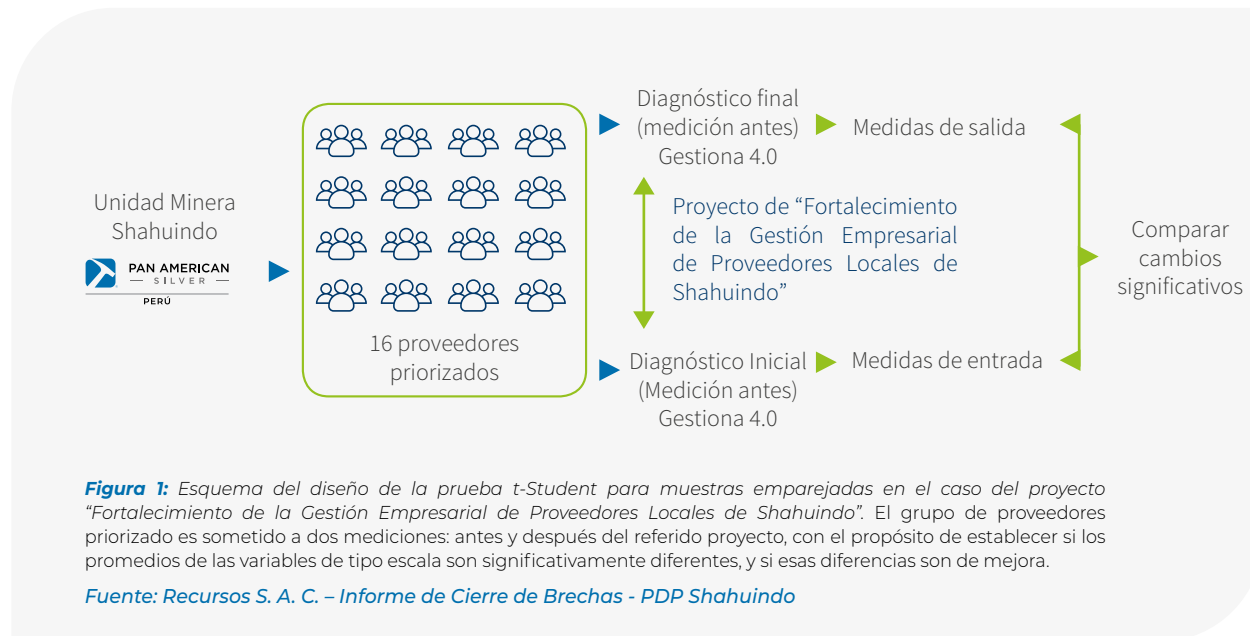 Unidad Minera
Shahuindo
PAN AMERICAN
— SILVER —
PERÚ
16 proveedores
priorizados
Diagnóstico final
(medición antes)
Gestiona 4.0
Medidas de salida
Proyecto de “Fortalecimiento
de la Gestión Empresarial
de Proveedores Locales de
Shahuindo”
Diagnóstico Inicial
(Medición antes)
Gestiona 4.0
Medidas de entrada
Comparar
cambios
significativos
Figura 1: Esquema del diseño de la prueba t-Student para muestras emparejadas en el caso del proyecto
“Fortalecimiento de la Gestión Empresarial de Proveedores Locales de Shahuindo”. El grupo de proveedores
priorizado es sometido a dos mediciones: antes y después del referido proyecto, con el propósito de establecer si los
promedios de las variables de tipo escala son significativamente diferentes, y si esas diferencias son de mejora.
Fuente: Recursos S. A. C. – Informe de Cierre de Brechas - PDP Shahuindo